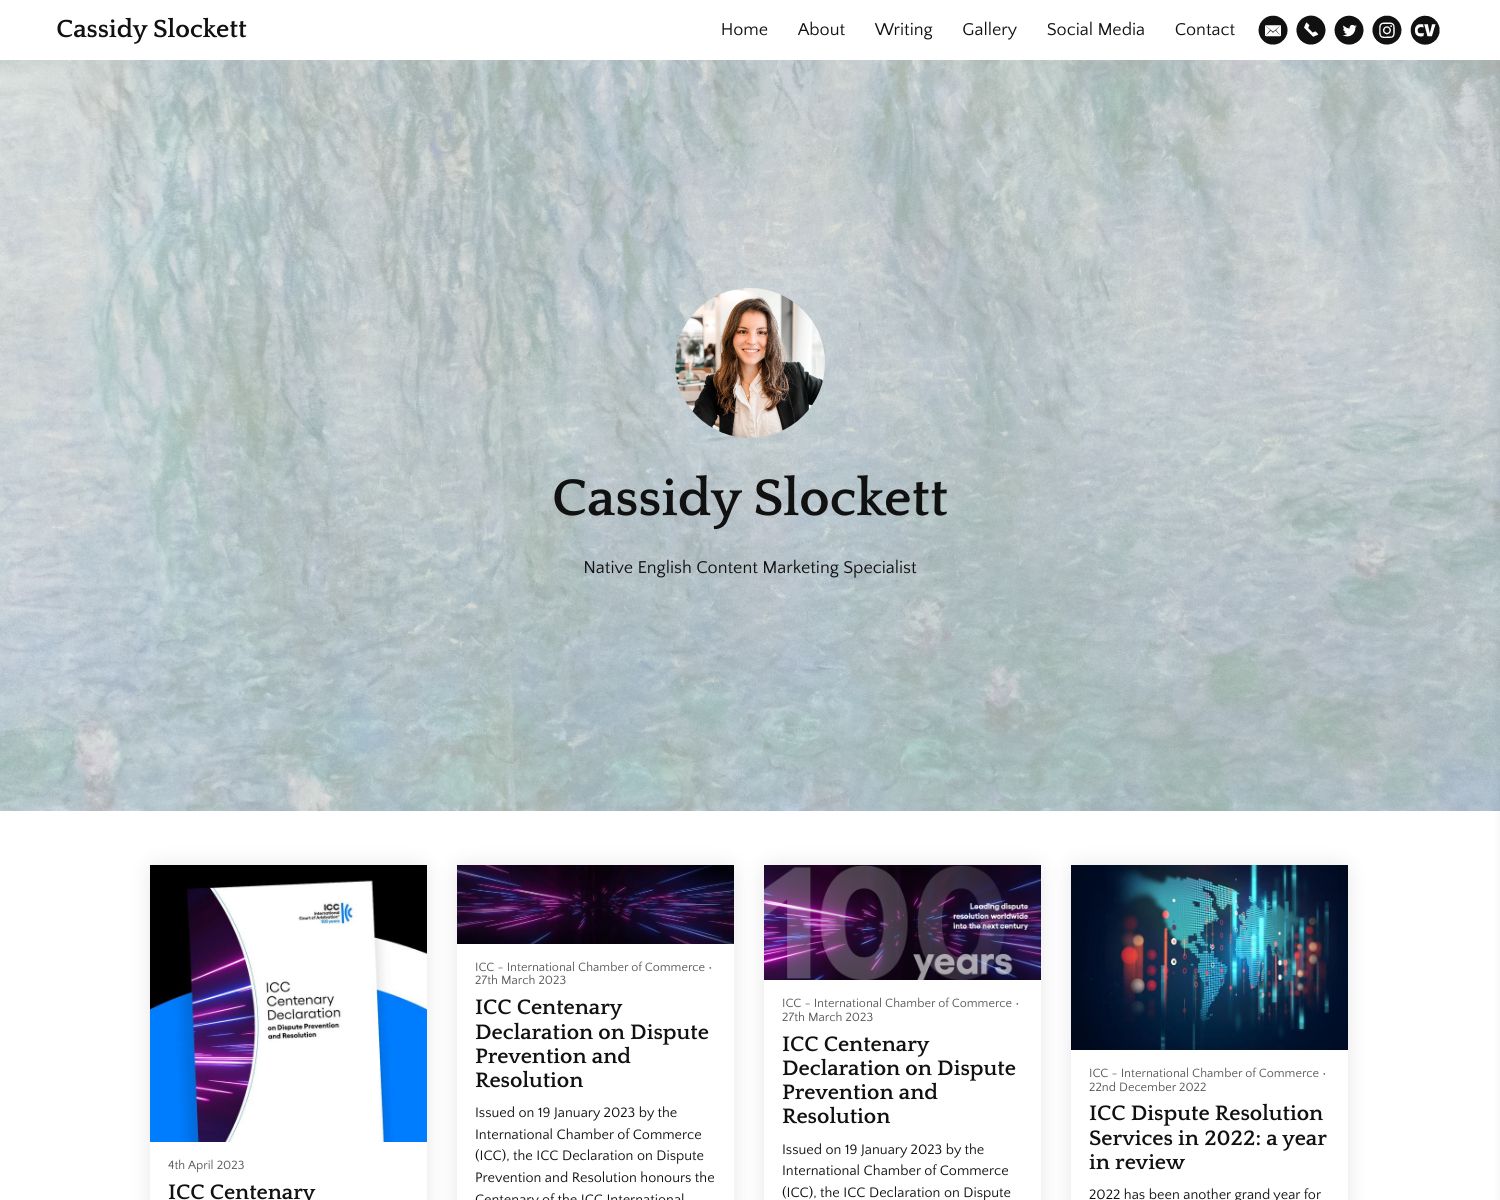 Cassidy Slockett
Home About Writing Gallery Social Media Contact CV
Cassidy Slockett
Native English Content Marketing Specialist
ICC
International
Court of Arbitration
100 years
ICC
Centenary
Declaration
on Dispute Prevention
and Resolution
4th April 2023
ICC Centenary
ICC - International Chamber of Commerce •
27th March 2023
ICC Centenary
Declaration on Dispute
Prevention and
Resolution
Issued on 19 January 2023 by the
International Chamber of Commerce
(ICC), the ICC Declaration on Dispute
Prevention and Resolution honours the
Centenary of the ICC International
100
years
Leading dispute
resolution worldwide
into the next century
ICC - International Chamber of Commerce •
27th March 2023
ICC Centenary
Declaration on Dispute
Prevention and
Resolution
Issued on 19 January 2023 by the
International Chamber of Commerce
(ICC), the ICC Declaration on Dispute
ICC - International Chamber of Commerce •
22nd December 2022
ICC Dispute Resolution
Services in 2022: a year
in review
2022 has been another grand year for